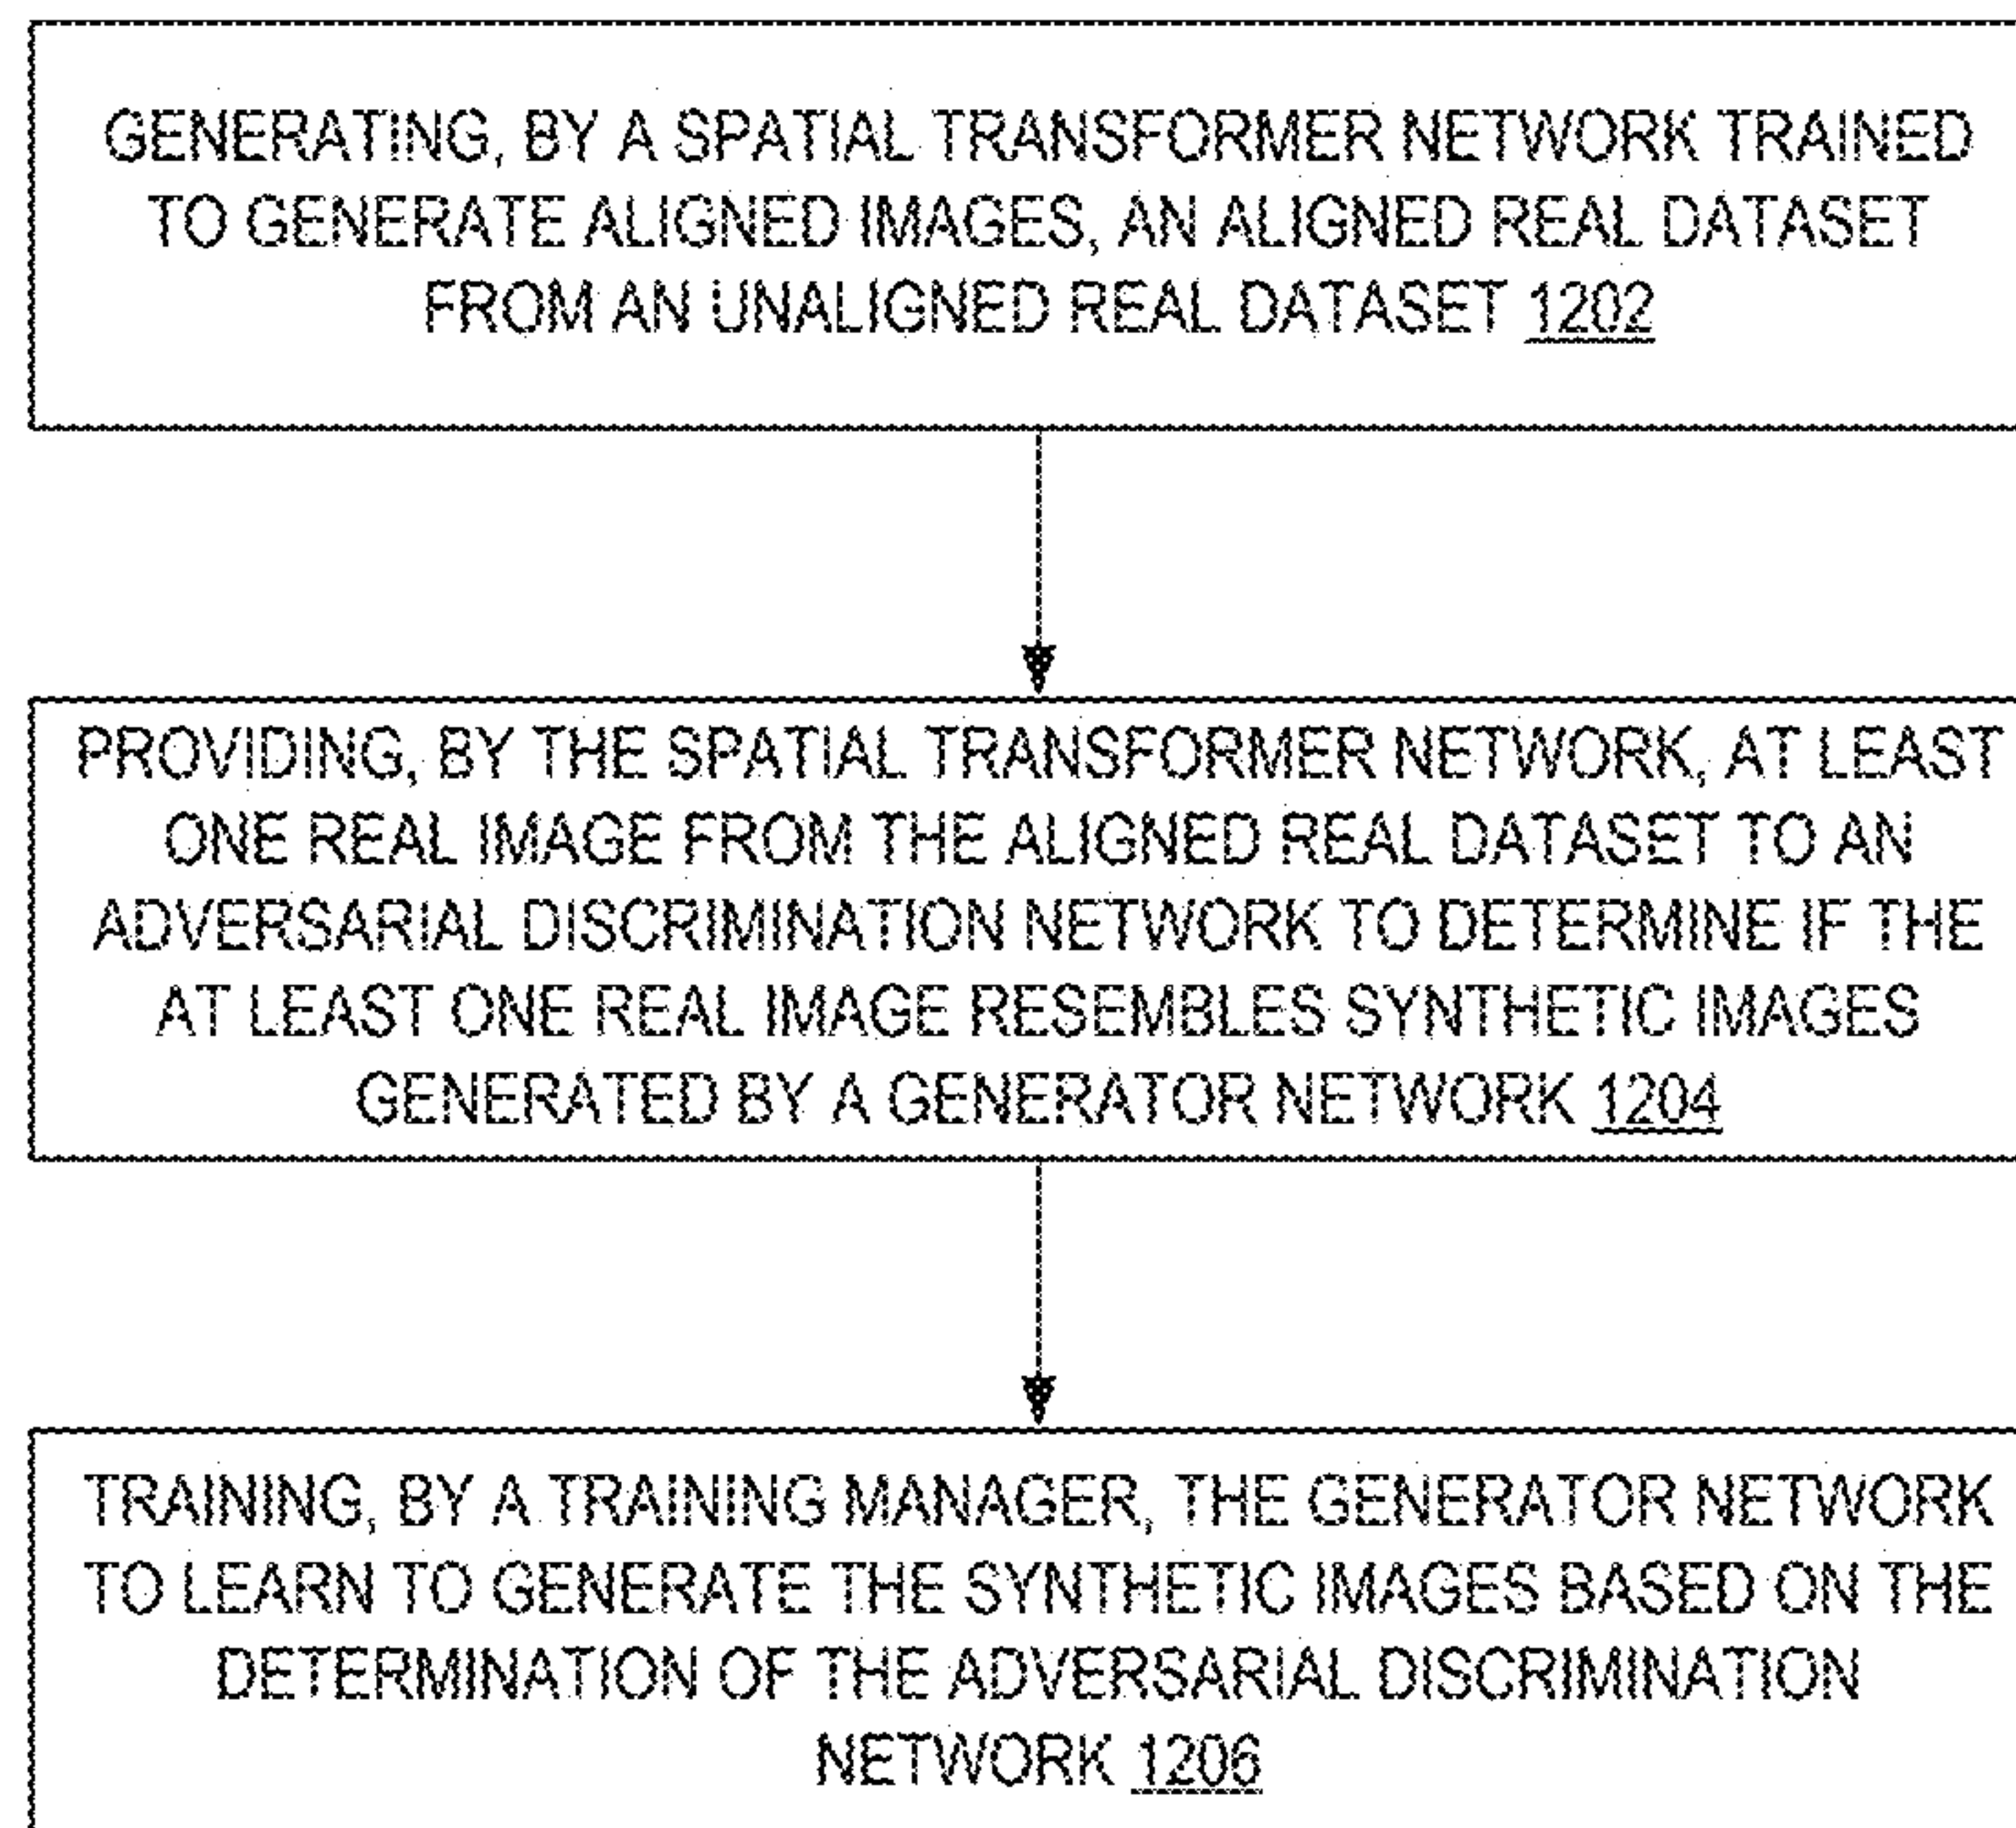 GENERATING, BY A SPATIAL TRANSFORMER NETWORK TRAINED
TO GENERATE ALIGNED IMAGES, AN ALIGNED REAL DATASET
FROM AN UNALIGNED REAL DATASET 1202
PROVIDING, BY THE SPATIAL TRANSFORMER NETWORK, AT LEAST
ONE REAL IMAGE FROM THE ALIGNED REAL DATASET TO AN
ADVERSARIAL DISCRIMINATION NETWORK TO DETERMINE IF THE
AT LEAST ONE REAL IMAGE RESEMBLES SYNTHETIC IMAGES
GENERATED BY A GENERATOR NETWORK 1204
TRAINING, BY A TRAINING MANAGER, THE GENERATOR NETWORK
TO LEARN TO GENERATE THE SYNTHETIC IMAGES BASED ON THE
DETERMINATION OF THE ADVERSARIAL DISCRIMINATION
NETWORK 1206